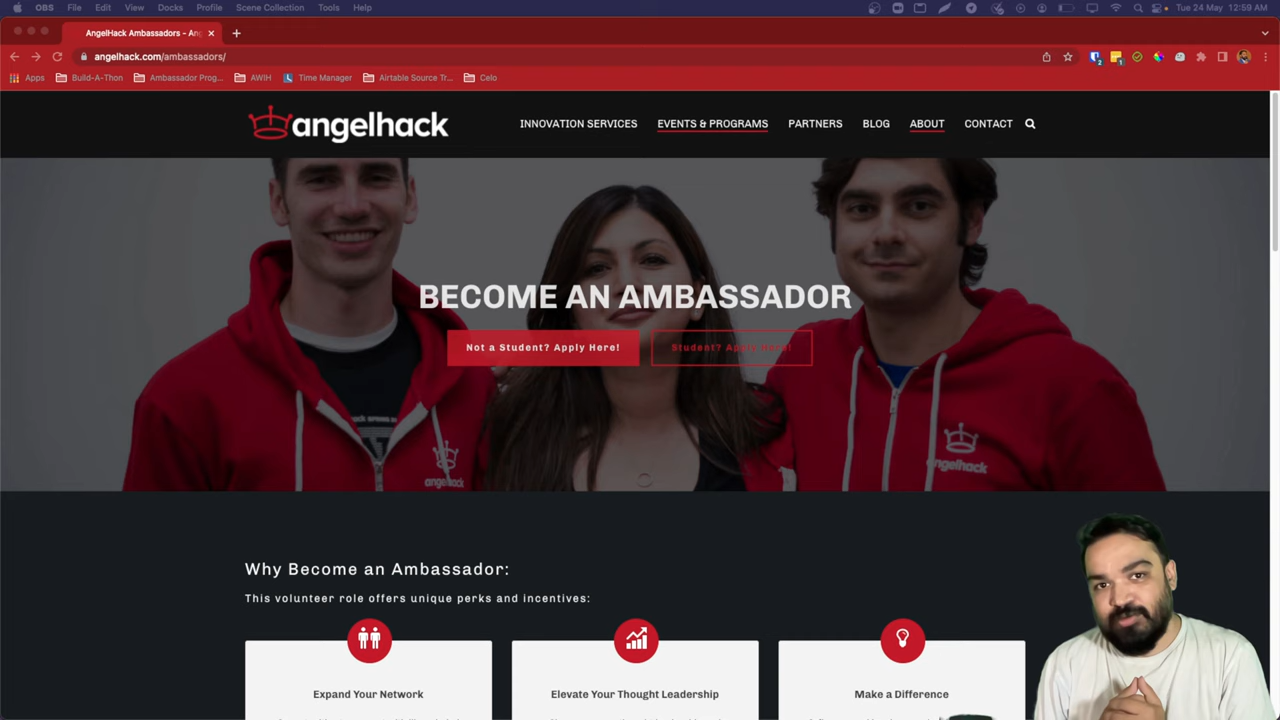 OBS File Edit View Docks Profile Scene Collection Tools Help Tue 24 May 12:59 AM
AngelHack Ambassadors - Ang
angelhack.com/ambassadors/
Apps Build-A-Thon Ambassador Prog... AWIH Time Manager Airtable Source Tr... Celo
angelhack INNOVATION SERVICES EVENTS & PROGRAMS PARTNERS BLOG ABOUT CONTACT
BECOME AN AMBASSADOR
Not a Student? Apply Here! Student? Apply Here!
angelhack
angelhack
Why Become an Ambassador:
This volunteer role offers unique perks and incentives:
Expand Your Network Elevate Your Thought Leadership Make a Difference